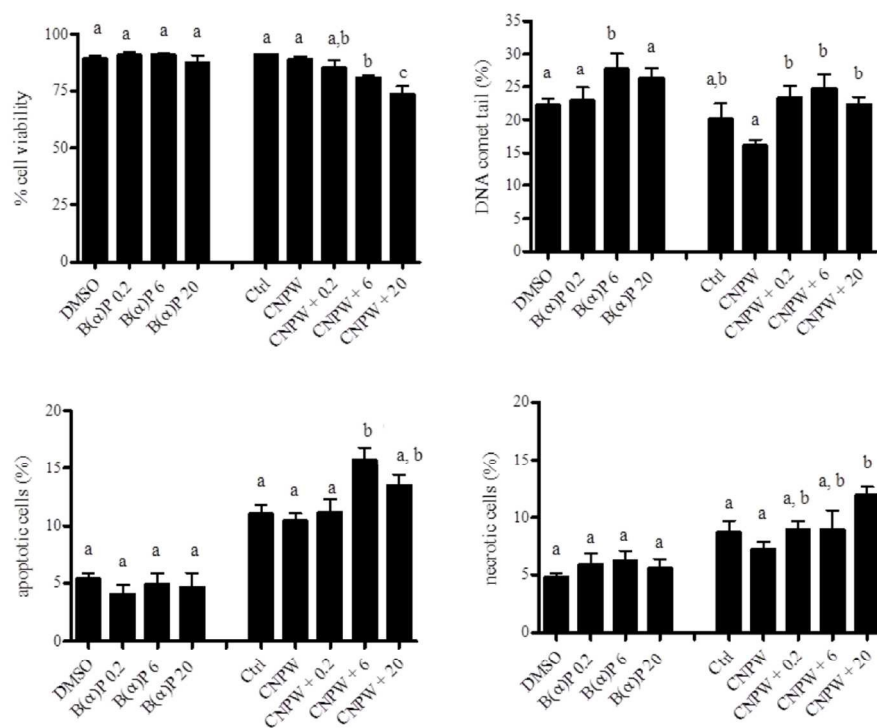 a a a a a a a,b b c
% cell viability
100
75
50
25
0
DMSO
B(α)P 0.2
B(α)P 6
B(α)P 20
Ctrl
CNPW
CNPW + 0.2
CNPW + 6
CNPW + 20
a a b a a,b a b b b
DNA comet tail (%)
35
30
25
20
15
10
5
0
DMSO
B(α)P 0.2
B(α)P 6
B(α)P 20
Ctrl
CNPW
CNPW + 0.2
CNPW + 6
CNPW + 20
a a a a a a a b a, b
apoptotic cells (%)
20
15
10
5
0
DMSO
B(α)P 0.2
B(α)P 6
B(α)P 20
Ctrl
CNPW
CNPW + 0.2
CNPW + 6
CNPW + 20
a a a a a a a, b a, b b
necrotic cells (%)
20
15
10
5
0
DMSO
B(α)P 0.2
B(α)P 6
B(α)P 20
Ctrl
CNPW
CNPW + 0.2
CNPW + 6
CNPW + 20